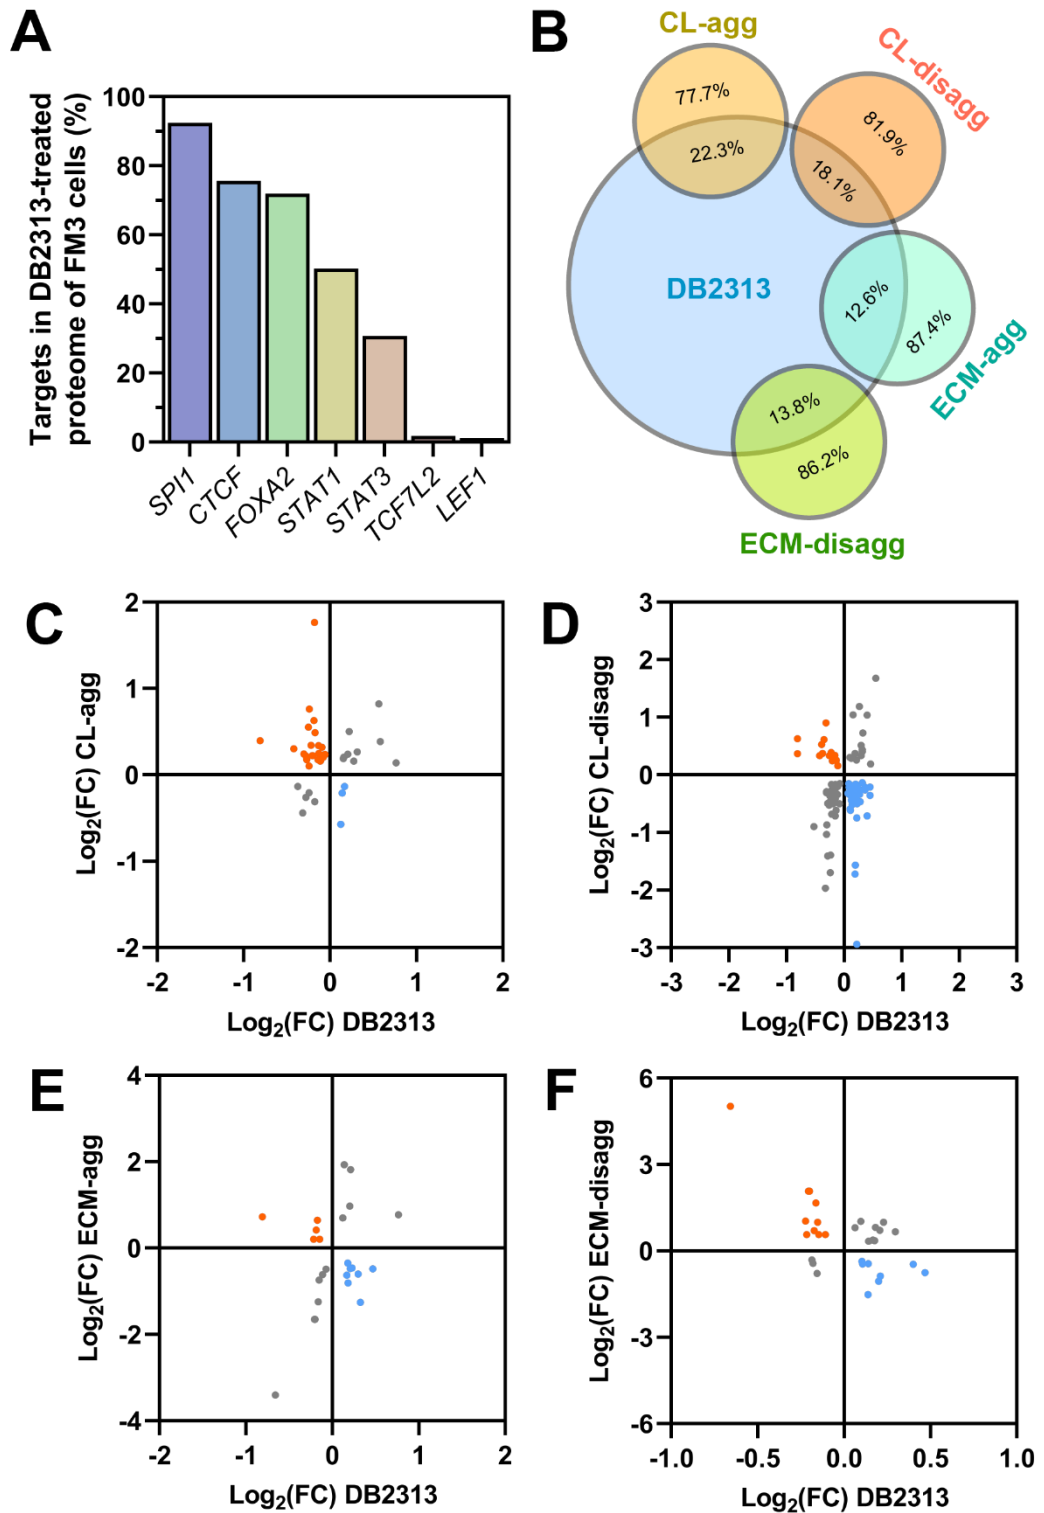 A
Targets in DB2313-treated
proteome of FM3 cells (%)
100
80
60
40
20
0
SPI1
CTCF
FOXA2
STAT1
STAT3
TCF7L2
LEF1
B
CL-agg
77.7%
22.3%
CL-disagg
81.9%
18.1%
DB2313
12.6%
87.4%
ECM-agg
13.8%
86.2%
ECM-disagg
C
Log₂(FC) CL-agg
2
1
0
-1
-2
-2 -1 0 1 2
Log₂(FC) DB2313
D
Log₂(FC) CL-disagg
3
2
1
0
-1
-2
-3
-3 -2 -1 0 1 2 3
Log₂(FC) DB2313
E
Log₂(FC) ECM-agg
4
2
0
-2
-4
-2 -1 0 1 2
Log₂(FC) DB2313
F
Log₂(FC) ECM-disagg
6
3
0
-3
-6
-1.0 -0.5 0.0 0.5 1.0
Log₂(FC) DB2313